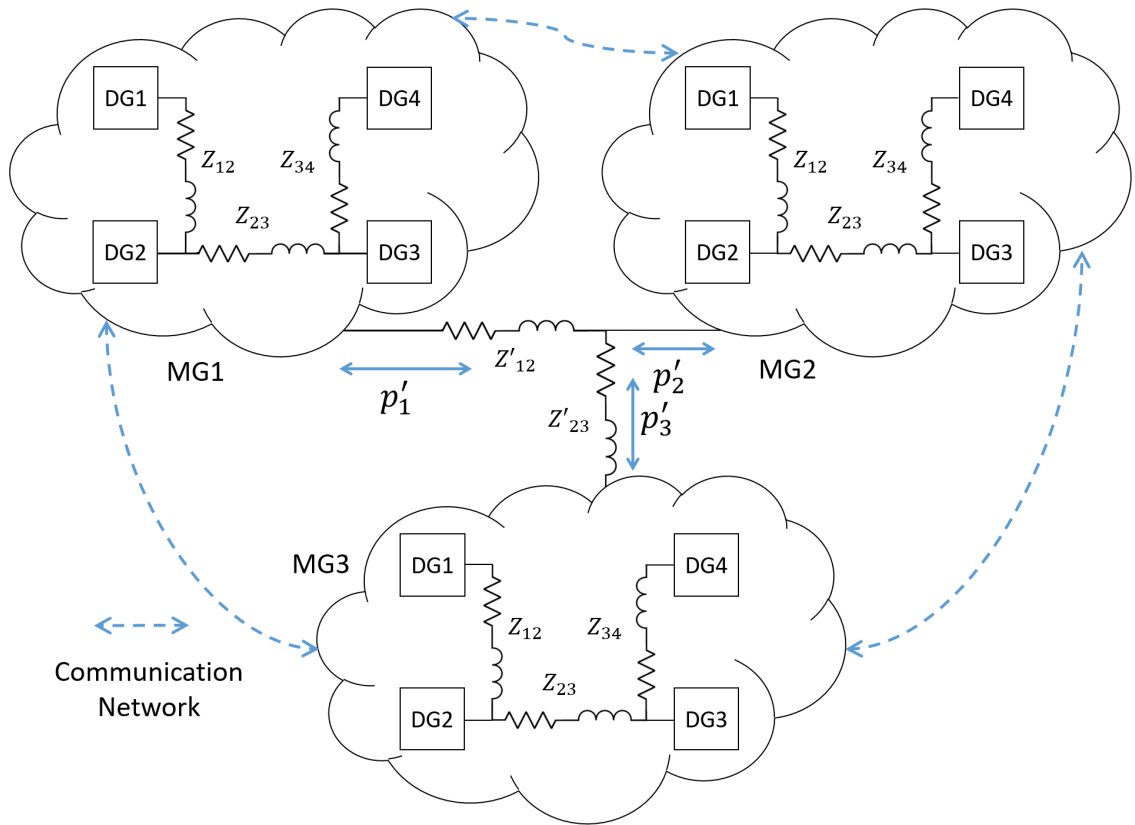 DG1
DG4
Z₁₂
Z₃₄
Z₂₃
DG2
DG3
MG1
DG1
DG4
Z₁₂
Z₃₄
Z₂₃
DG2
DG3
MG2
Z'₁₂
p'₁
p'₂
Z'₂₃
p'₃
MG3
DG1
DG4
Z₁₂
Z₃₄
Z₂₃
DG2
DG3
Communication
Network